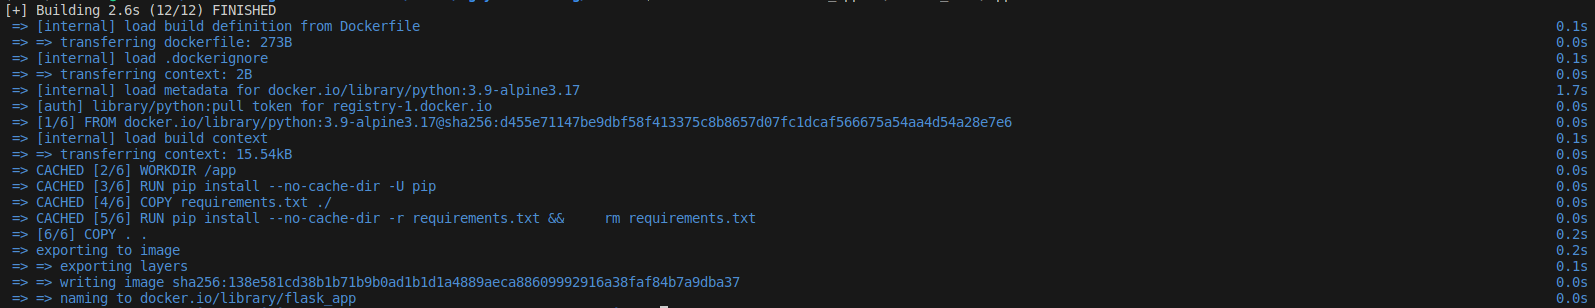 [+] Building 2.6s (12/12) FINISHED
=> [internal] load build definition from Dockerfile 0.1s
=> => transferring dockerfile: 273B 0.0s
=> [internal] load .dockerignore 0.1s
=> => transferring context: 2B 0.0s
=> [internal] load metadata for docker.io/library/python:3.9-alpine3.17 1.7s
=> [auth] library/python:pull token for registry-1.docker.io 0.0s
=> [1/6] FROM docker.io/library/python:3.9-alpine3.17@sha256:d455e71147be9dbf58f413375c8b8657d07fc1dcaf566675a54aa4d54a28e7e6 0.0s
=> [internal] load build context 0.1s
=> => transferring context: 15.54kB 0.0s
=> CACHED [2/6] WORKDIR /app 0.0s
=> CACHED [3/6] RUN pip install --no-cache-dir -U pip 0.0s
=> CACHED [4/6] COPY requirements.txt ./ 0.0s
=> CACHED [5/6] RUN pip install --no-cache-dir -r requirements.txt &&     rm requirements.txt 0.0s
=> [6/6] COPY . . 0.2s
=> exporting to image 0.2s
=> => exporting layers 0.1s
=> => writing image sha256:138e581cd38b1b71b9b0ad1b1d1a4889aeca88609992916a38faf84b7a9dba37 0.0s
=> => naming to docker.io/library/flask_app 0.0s